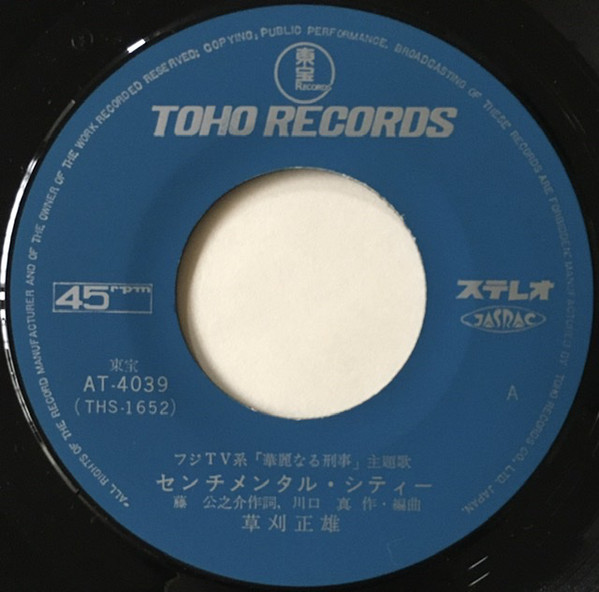 *ALL RIGHTS OF THE RECORD MANUFACTURER AND OF THE OWNER OF THE WORK RECORDED RESERVED; COPYING, PUBLIC PERFORMANCE, BROADCASTING OF THESE RECORDS ARE FORBIDDEN. MANUFACTURED BY TOHO RECORDS CO., LTD. JAPAN.
東宝
RECORDS
TOHO RECORDS
45rpm
ステレオ
JASRAC
東宝
AT-4039
(THS-1652)
A
フジTV系「華麗なる刑事」主題歌
センチメンタル・シティー
藤 公之介作詞、川口 真 作・編曲
草刈正雄